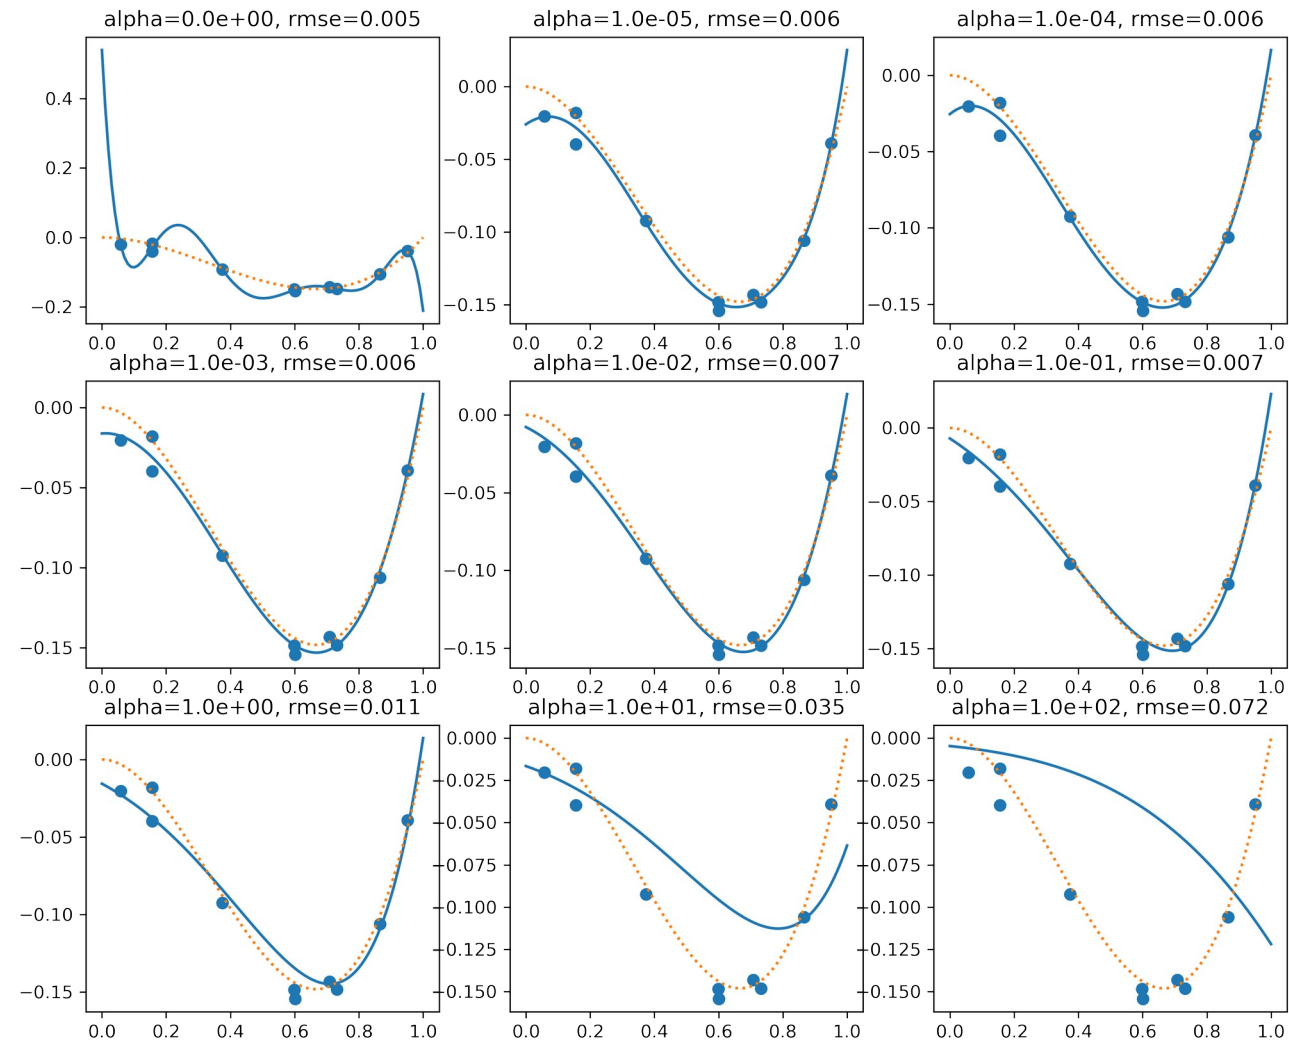 alpha=0.0e+00, rmse=0.005
0.4
0.2
0.0
−0.2
0.0 0.2 0.4 0.6 0.8 1.0
alpha=1.0e-05, rmse=0.006
0.00
−0.05
−0.10
−0.15
0.0 0.2 0.4 0.6 0.8 1.0
alpha=1.0e-04, rmse=0.006
0.00
−0.05
−0.10
−0.15
0.0 0.2 0.4 0.6 0.8 1.0
alpha=1.0e-03, rmse=0.006
0.00
−0.05
−0.10
−0.15
0.0 0.2 0.4 0.6 0.8 1.0
alpha=1.0e-02, rmse=0.007
0.00
−0.05
−0.10
−0.15
0.0 0.2 0.4 0.6 0.8 1.0
alpha=1.0e-01, rmse=0.007
0.00
−0.05
−0.10
−0.15
0.0 0.2 0.4 0.6 0.8 1.0
alpha=1.0e+00, rmse=0.011
0.00
−0.05
−0.10
−0.15
0.0 0.2 0.4 0.6 0.8 1.0
alpha=1.0e+01, rmse=0.035
0.000
−0.025
−0.050
−0.075
−0.100
−0.125
−0.150
0.0 0.2 0.4 0.6 0.8 1.0
alpha=1.0e+02, rmse=0.072
0.000
−0.025
−0.050
−0.075
−0.100
−0.125
−0.150
0.0 0.2 0.4 0.6 0.8 1.0